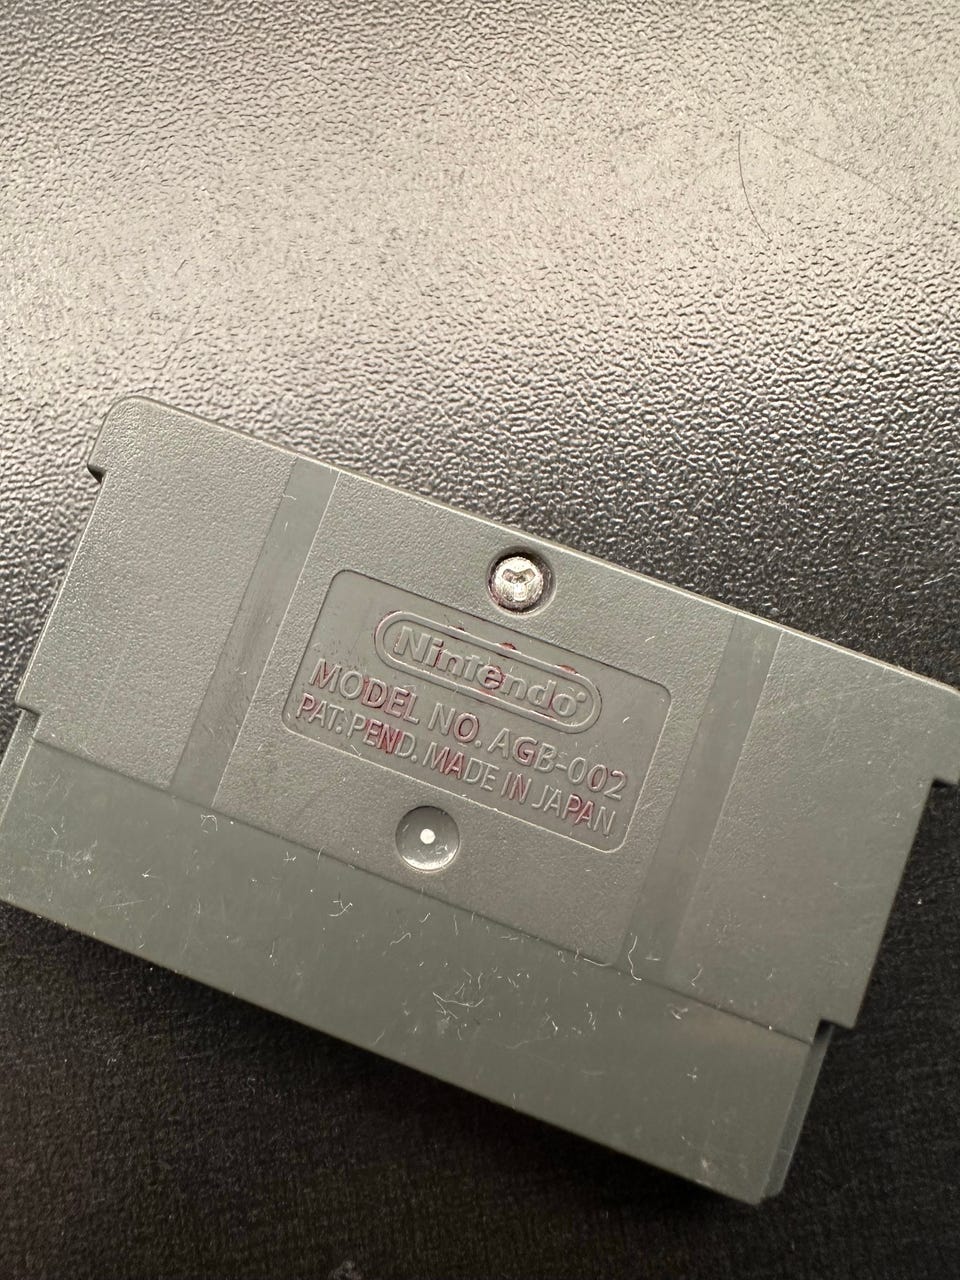 Nintendo®
MODEL NO. AGB-002
PAT. PEND. MADE IN JAPAN